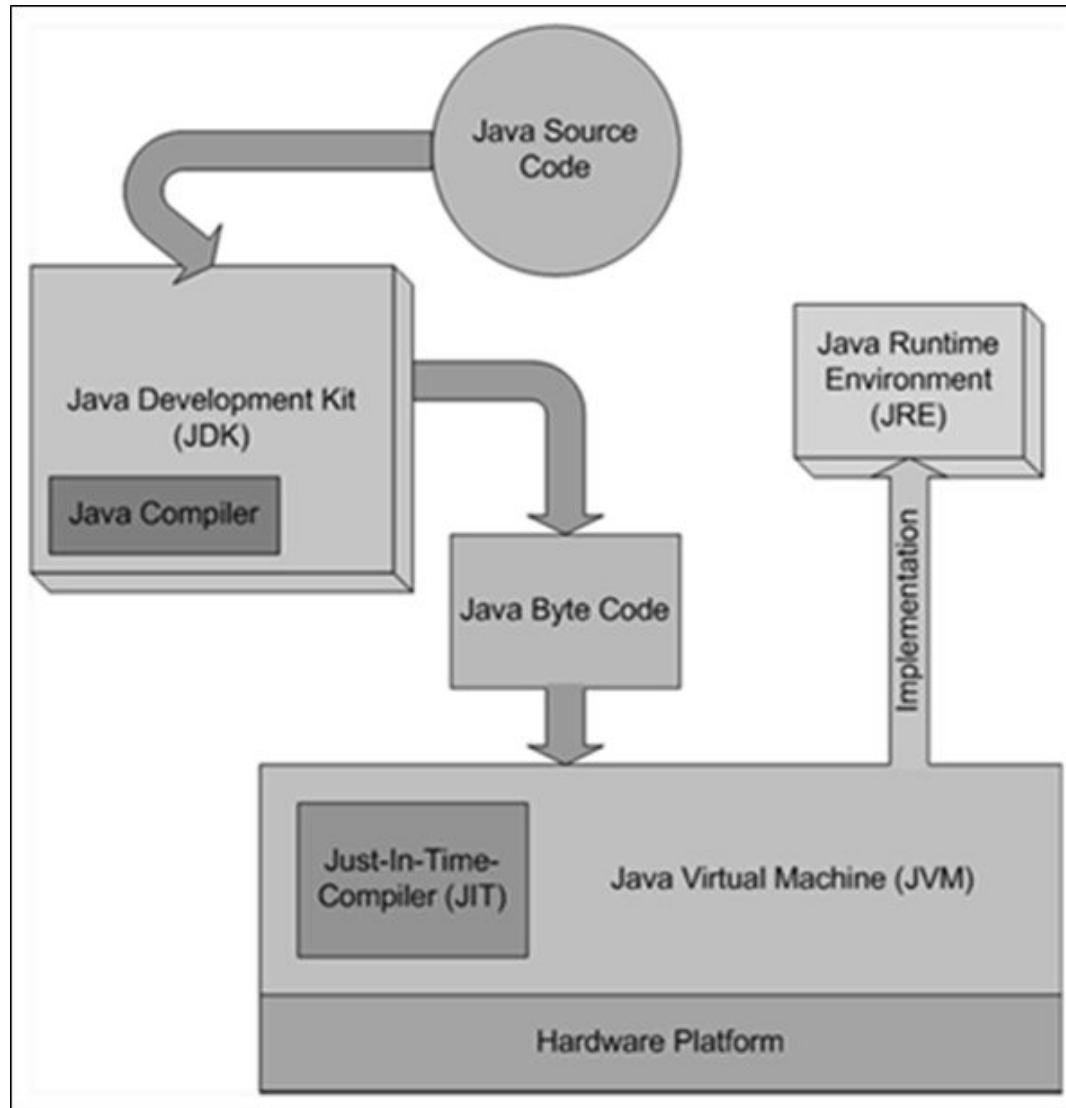 Java Source
Code
Java Development Kit
(JDK)
Java Compiler
Java Runtime
Environment
(JRE)
Java Byte Code
Implementation
Just-In-Time-
Compiler (JIT)
Java Virtual Machine (JVM)
Hardware Platform